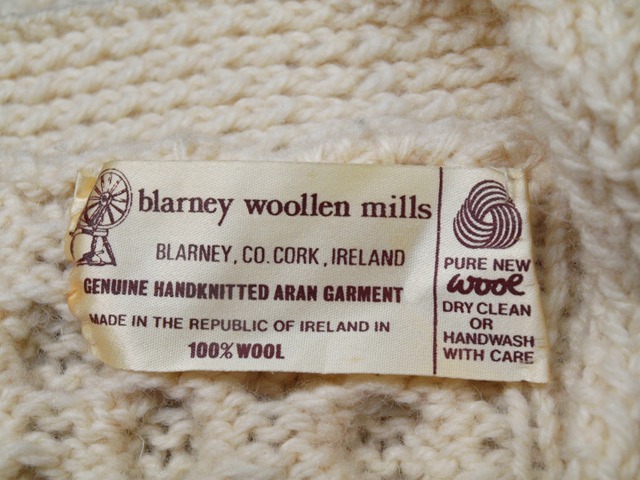 blarney woollen mills
BLARNEY, CO. CORK, IRELAND
GENUINE HANDKNITTED ARAN GARMENT
MADE IN THE REPUBLIC OF IRELAND IN
100% WOOL
PURE NEW
wool
DRY CLEAN
OR
HANDWASH
WITH CARE